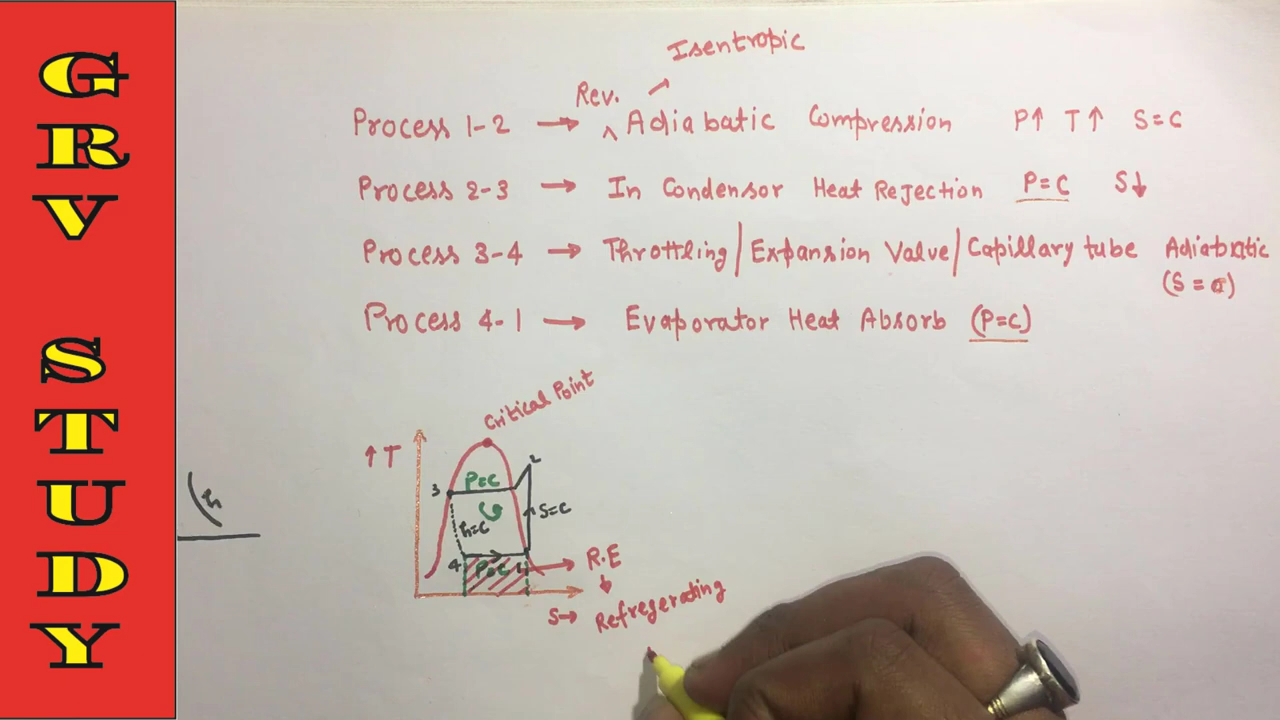 GRV STUDY
Isentropic
Rev.
Process 1-2 → ^ Adiabatic Compression P↑ T↑ S=C
Process 2-3 → In Condensor Heat Rejection P=C S↓
Process 3-4 → Throttling/Expansion Valve/Capillary tube Adiabatic
Process 4-1 → Evaporator Heat Absorb (P=C)
Critical Point
↑T
2
P=C
3
S=C
h=C
4 P=C 1
R.E
S→ Refregerating